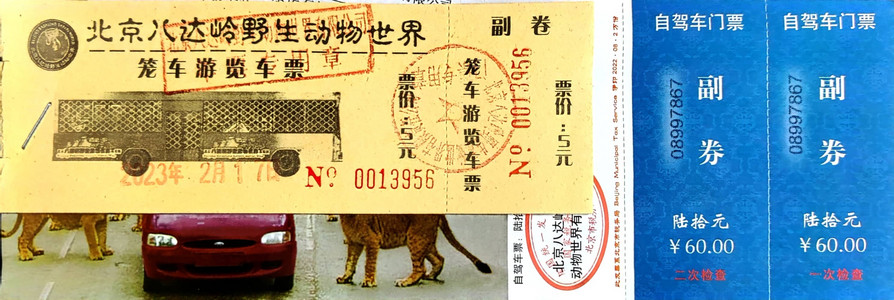 北京八达岭野生动物世界
笼车游览车票
票价：5元
2023年 2月17日
№ 0013956
副卷
笼车游览车票
№ 0013956
票价：5元
自驾车门票：陆拾
北京八达岭
动物世界有
自驾车门票
副券
08997867
陆拾元
￥60.00
二次检查
自驾车门票
副券
08997867
陆拾元
￥60.00
一次检查